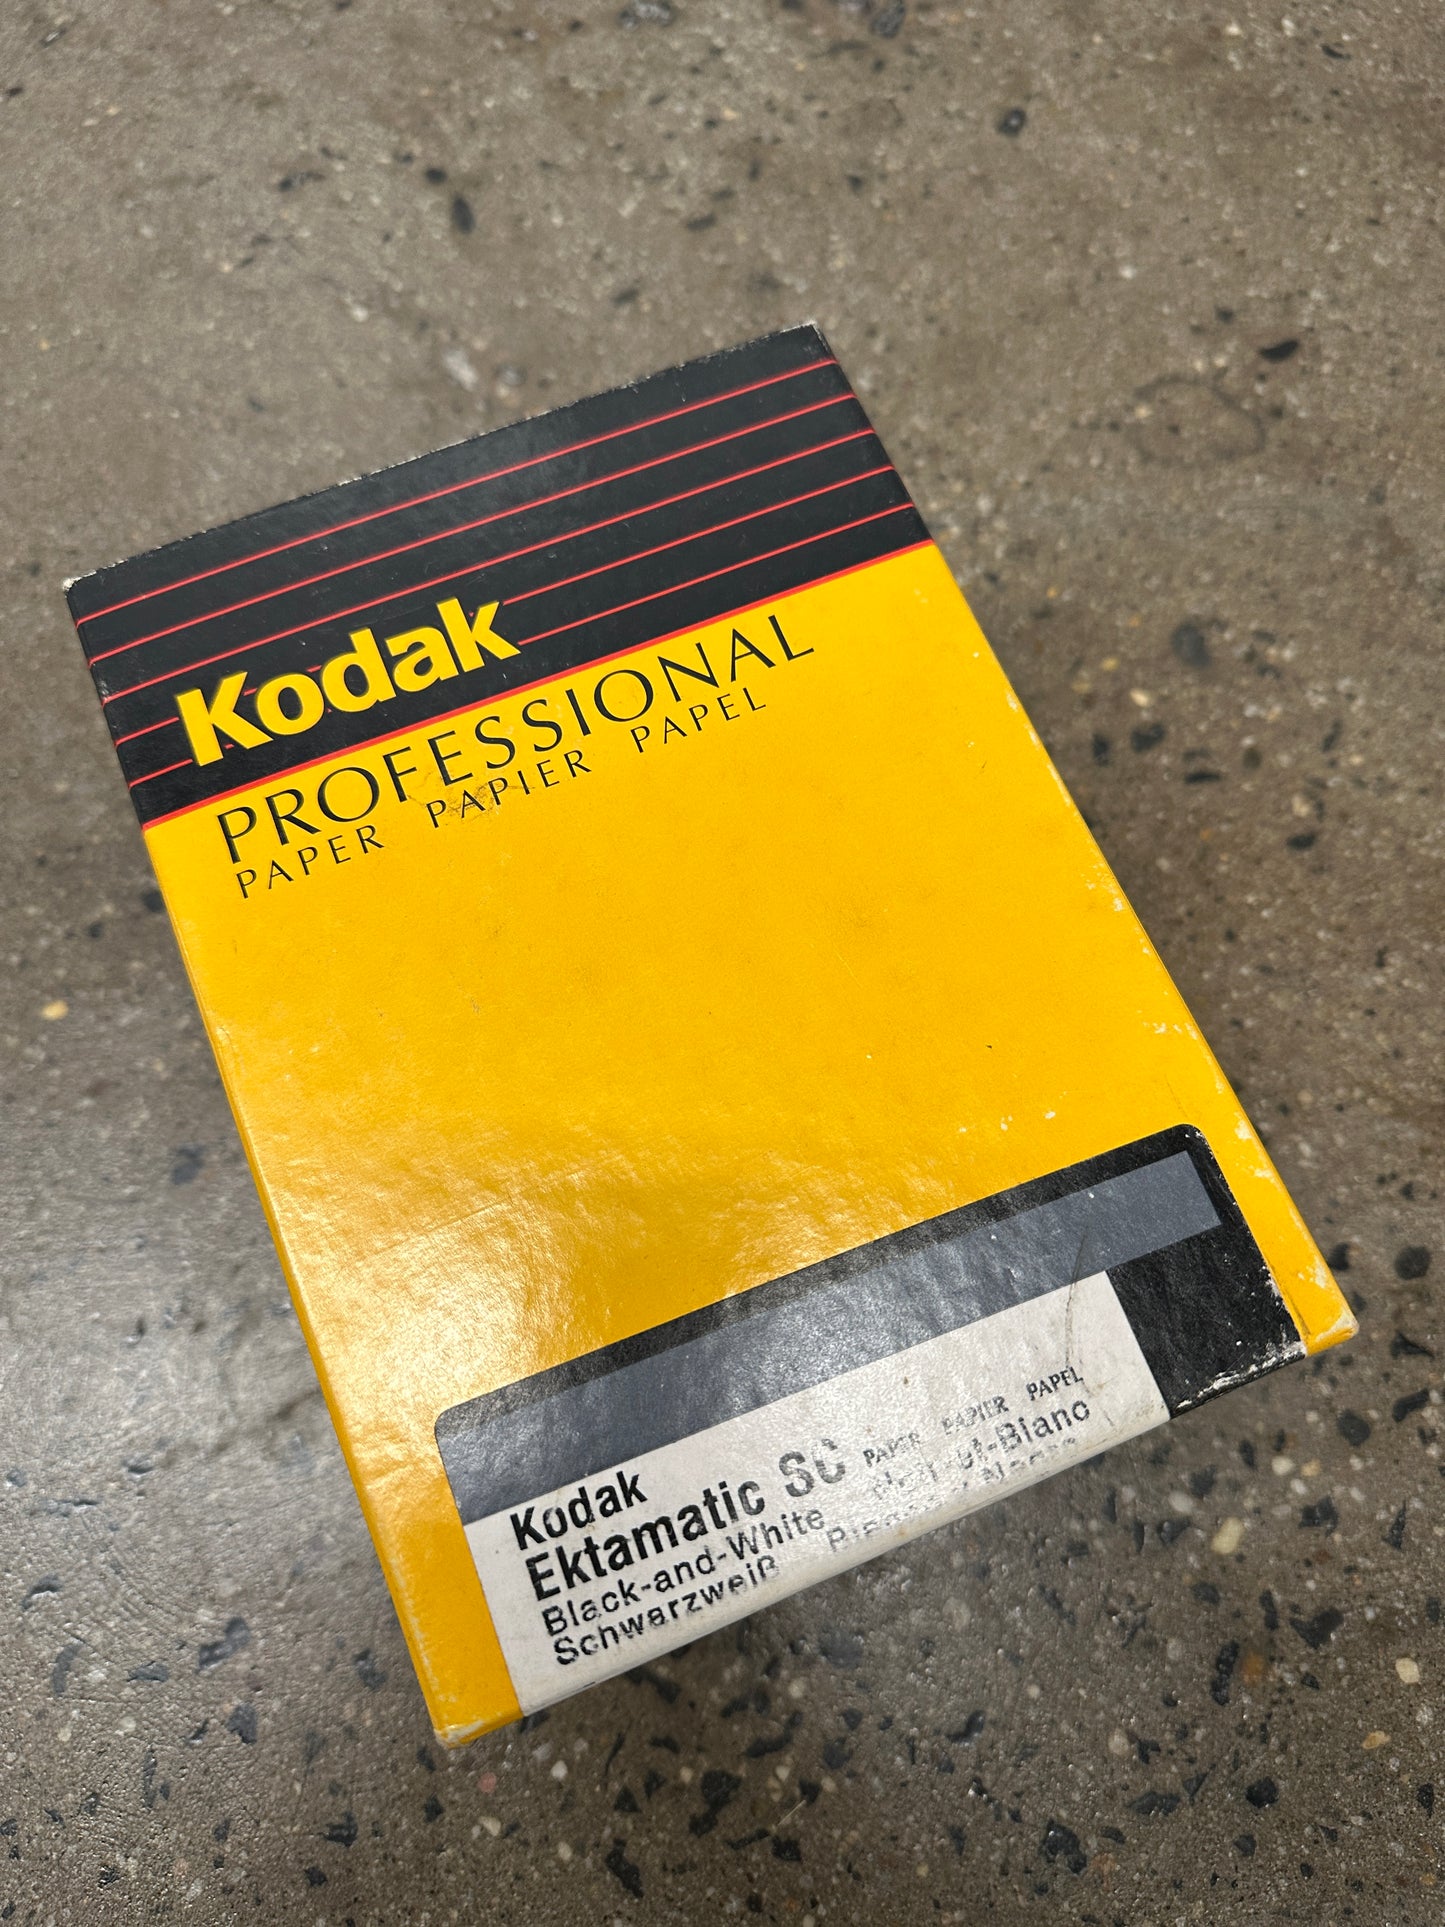 Kodak
PROFESSIONAL
PAPER PAPIER PAPEL
Kodak
Ektamatic SC PAPER PAPIER PAPEL
Black-and-White
Schwarzweiß